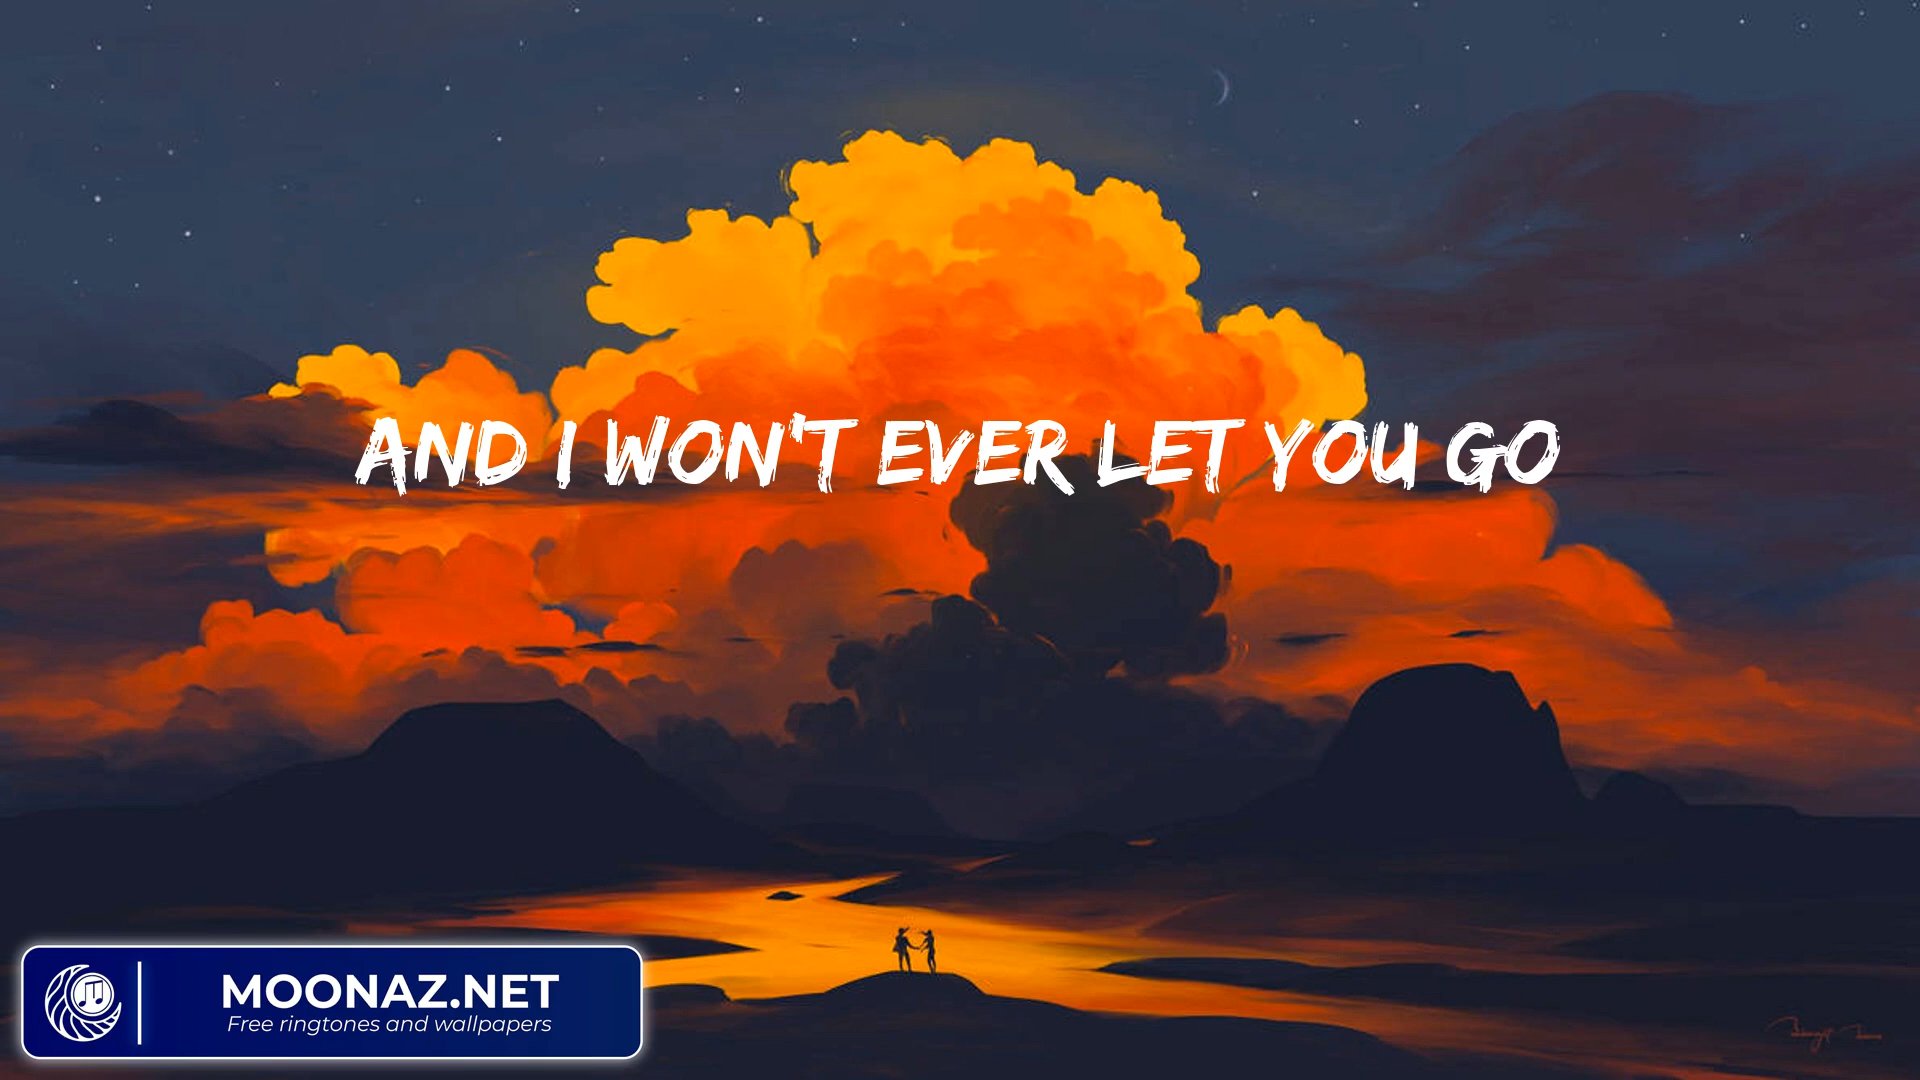 AND I WON'T EVER LET YOU GO
MOONAZ.NET
Free ringtones and wallpapers